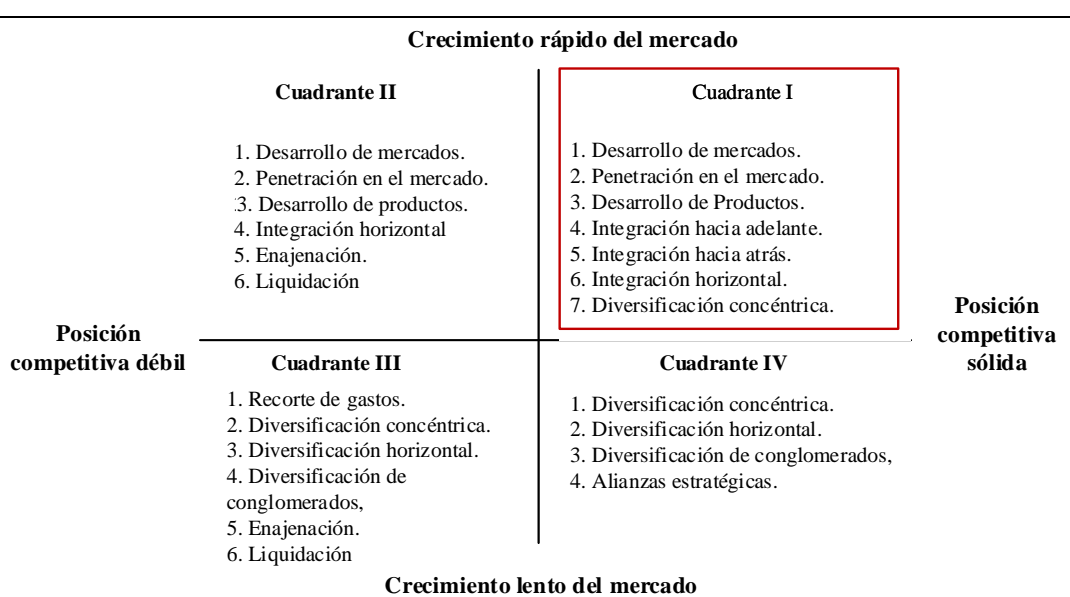 Crecimiento rápido del mercado
Cuadrante II
1. Desarrollo de mercados.
2. Penetración en el mercado.
3. Desarrollo de productos.
4. Integración horizontal
5. Enajenación.
6. Liquidación
Cuadrante I
1. Desarrollo de mercados.
2. Penetración en el mercado.
3. Desarrollo de Productos.
4. Integración hacia adelante.
5. Integración hacia atrás.
6. Integración horizontal.
7. Diversificación concéntrica.
Posición
competitiva débil
Posición
competitiva
sólida
Cuadrante III
1. Recorte de gastos.
2. Diversificación concéntrica.
3. Diversificación horizontal.
4. Diversificación de
conglomerados,
5. Enajenación.
6. Liquidación
Cuadrante IV
1. Diversificación concéntrica.
2. Diversificación horizontal.
3. Diversificación de conglomerados,
4. Alianzas estratégicas.
Crecimiento lento del mercado